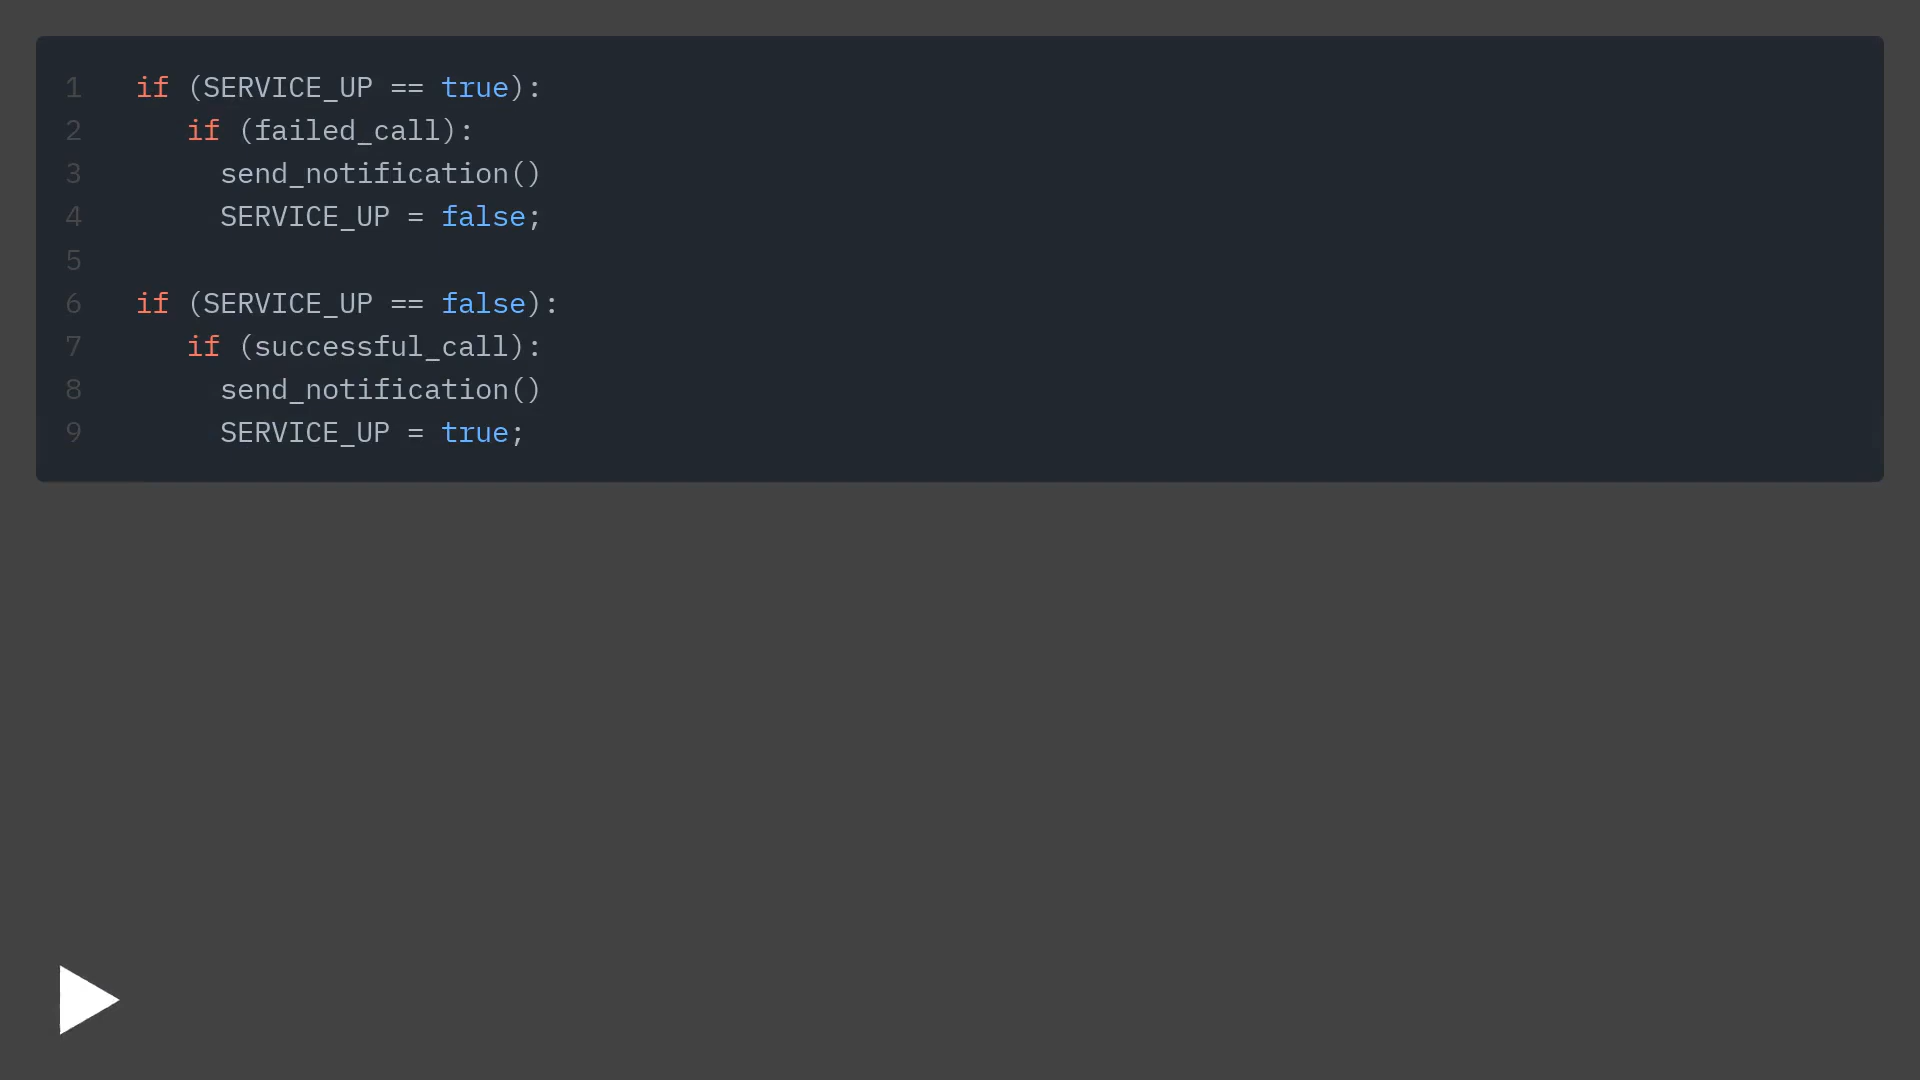 1 if (SERVICE_UP == true):
2 if (failed_call):
3 send_notification()
4 SERVICE_UP = false;
5
6 if (SERVICE_UP == false):
7 if (successful_call):
8 send_notification()
9 SERVICE_UP = true;